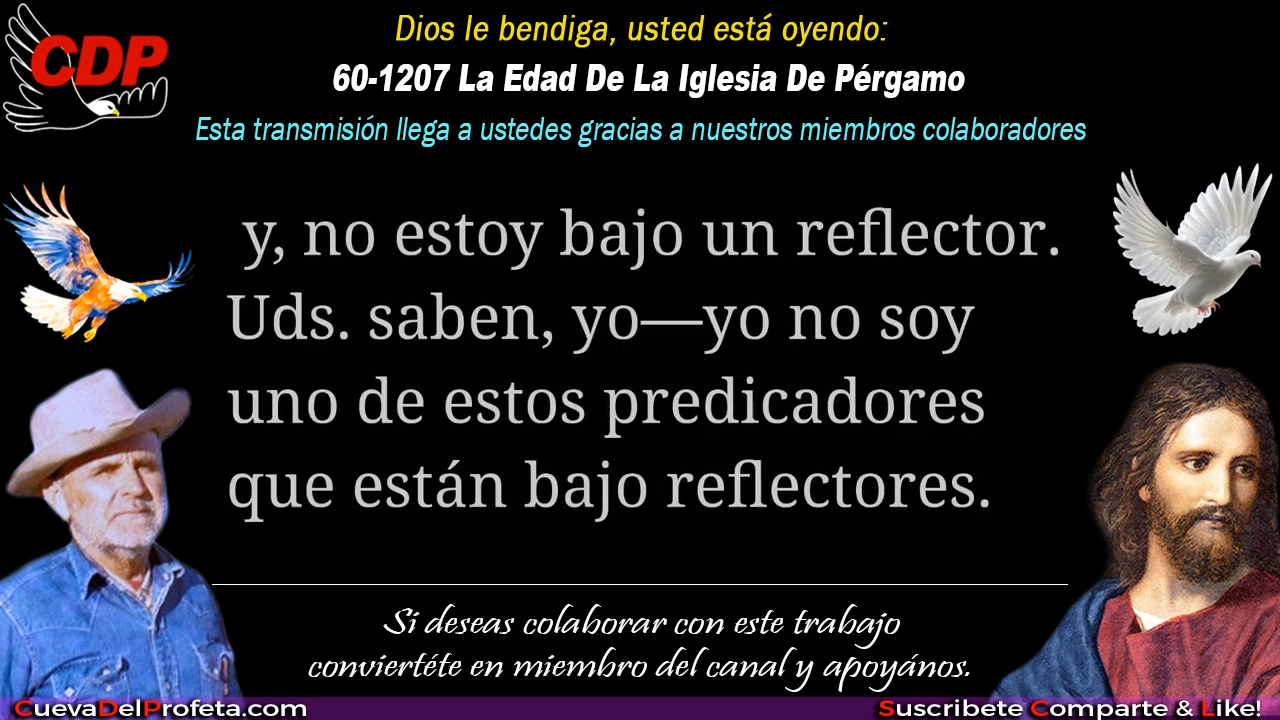 CDP
Dios le bendiga, usted está oyendo:
60-1207 La Edad De La Iglesia De Pérgamo
Esta transmisión llega a ustedes gracias a nuestros miembros colaboradores
y, no estoy bajo un reflector.
Uds. saben, yo—yo no soy
uno de estos predicadores
que están bajo reflectores.
Si deseas colaborar con este trabajo
conviertéte en miembro del canal y apoyános.
CuevaDelProfeta.com
Suscribete Comparte & Like!